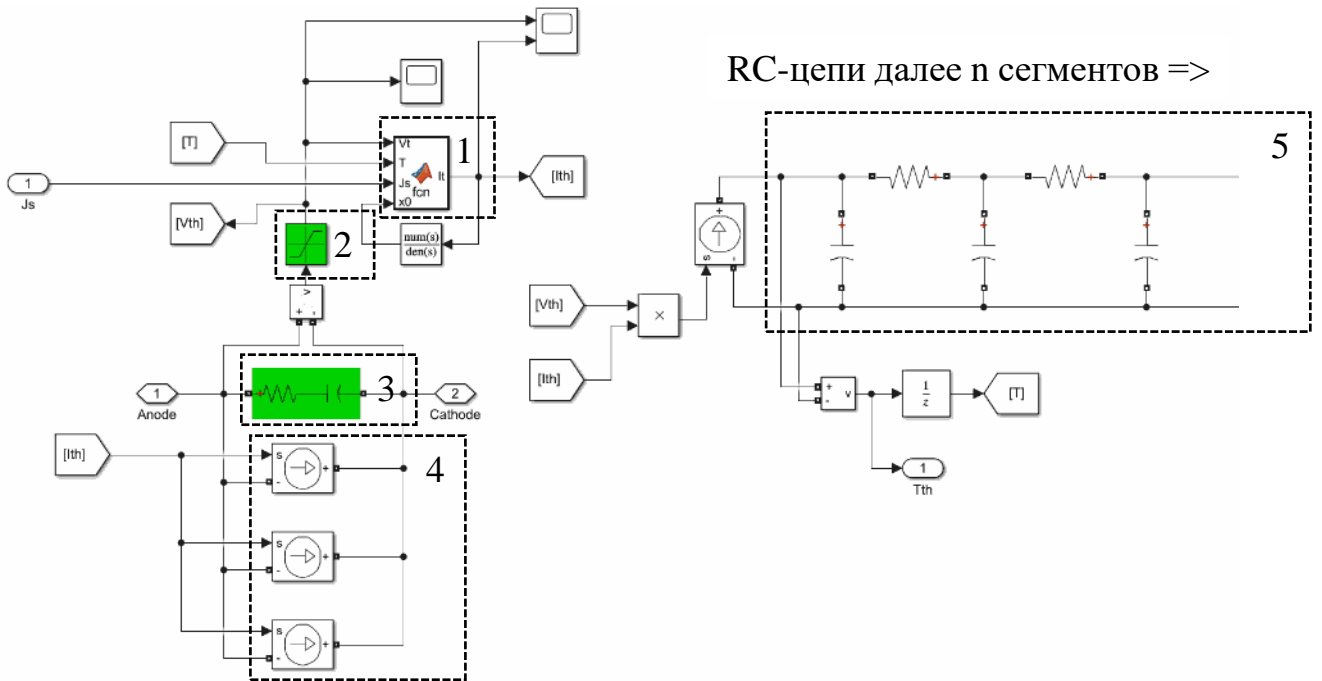 RC-цепи далее n сегментов =>
5
[T]
Vt
T
Js
x0
fcn
It
1
[Ith]
1
Js
[Vth]
2
num(s)
den(s)
v
+ -
+
-
s
[Vth]
[Ith]
×
1
Anode
3
2
Cathode
+
-
v
1
z
[T]
1
Tth
[Ith]
4
s
-
+
s
-
+
s
-
+